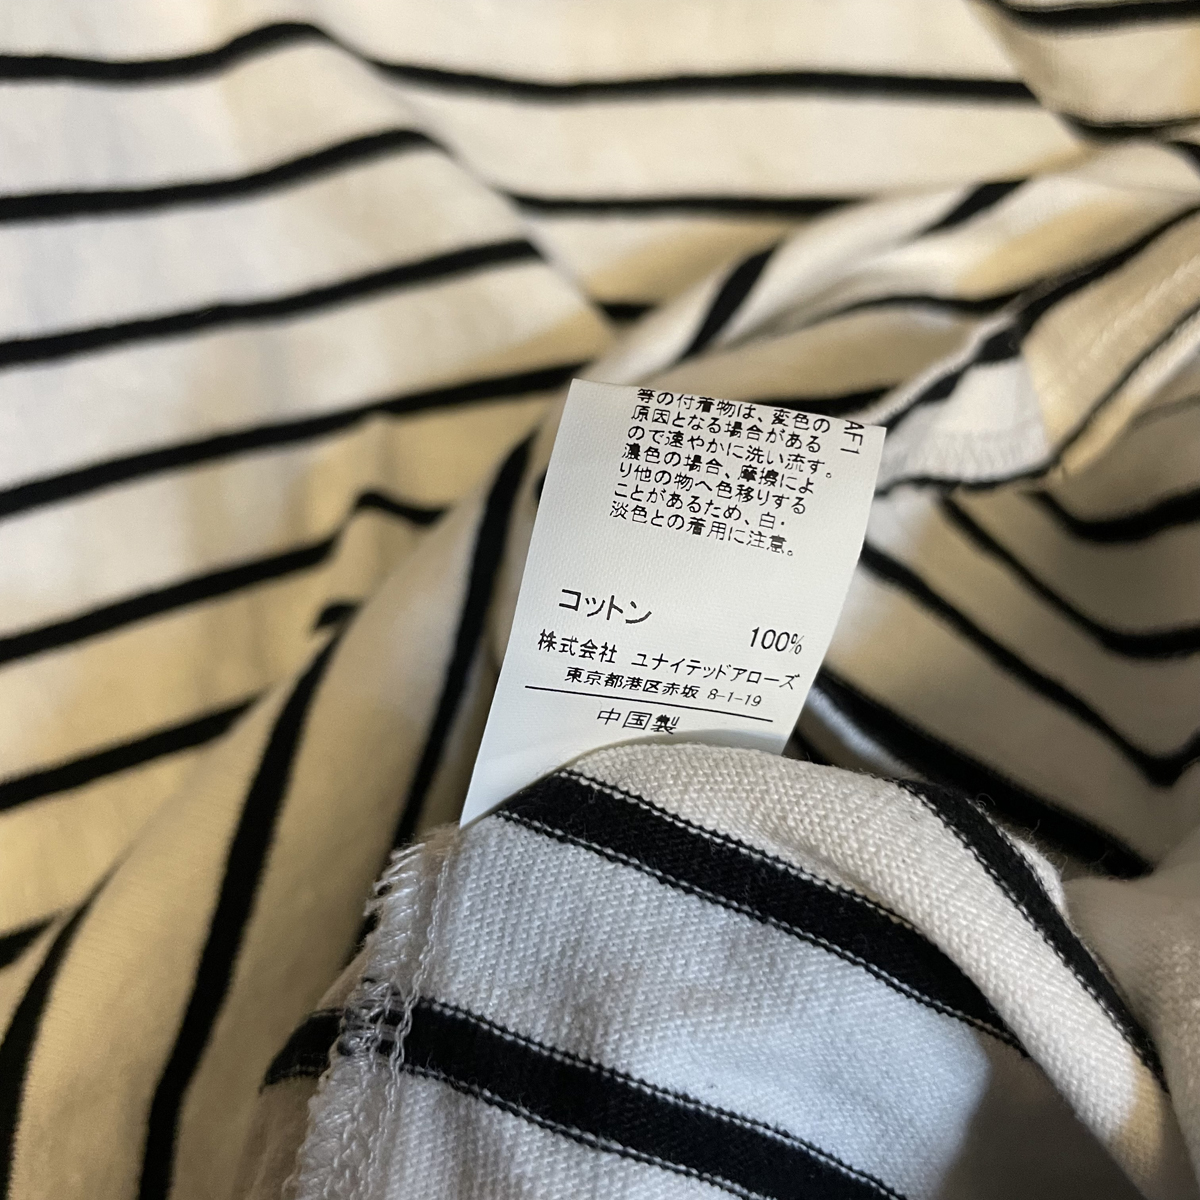 等の付着物は、変色の
原因となる場合がある
ので速やかに洗い流す。
濃色の場合、摩擦によ
り他の物へ色移りする
ことがあるため、白・
淡色との着用に注意。
AF1
コットン 100%
株式会社 ユナイテッドアローズ
東京都港区赤坂 8-1-19
中国製